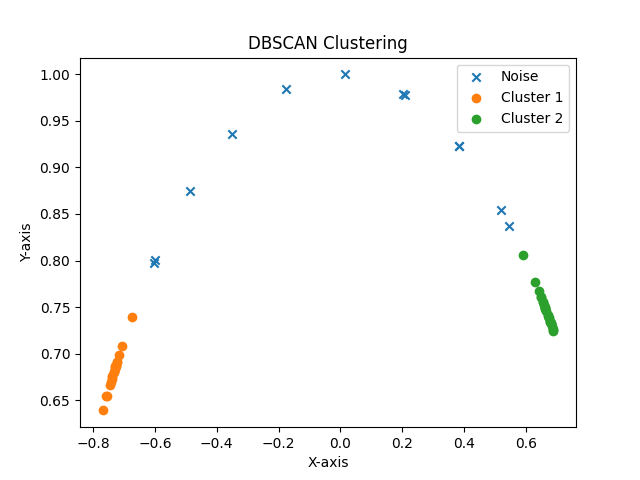 DBSCAN Clustering
Noise
Cluster 1
Cluster 2
Y-axis
1.00
0.95
0.90
0.85
0.80
0.75
0.70
0.65
−0.8 −0.6 −0.4 −0.2 0.0 0.2 0.4 0.6
X-axis